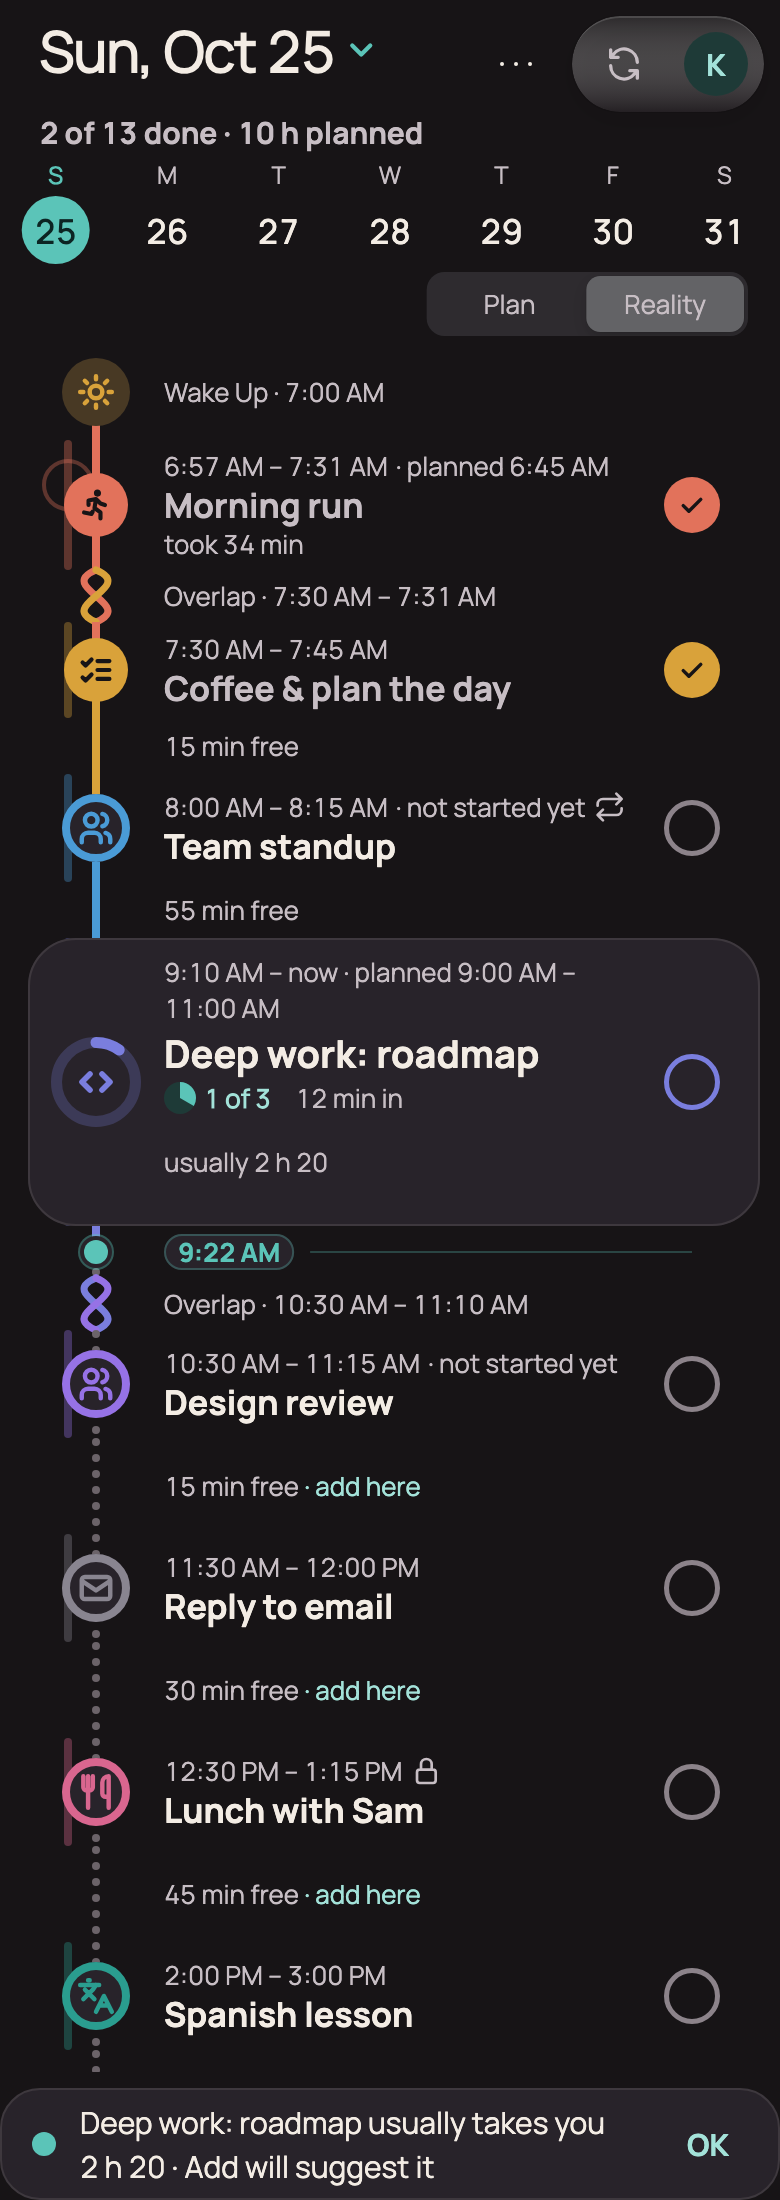 Sun, Oct 25
...
K
2 of 13 done · 10 h planned
S M T W T F S
25 26 27 28 29 30 31
Plan Reality
Wake Up · 7:00 AM
6:57 AM – 7:31 AM · planned 6:45 AM
Morning run
took 34 min
Overlap · 7:30 AM – 7:31 AM
7:30 AM – 7:45 AM
Coffee & plan the day
15 min free
8:00 AM – 8:15 AM · not started yet
Team standup
55 min free
9:10 AM – now · planned 9:00 AM –
11:00 AM
Deep work: roadmap
1 of 3 12 min in
usually 2 h 20
9:22 AM
Overlap · 10:30 AM – 11:10 AM
10:30 AM – 11:15 AM · not started yet
Design review
15 min free · add here
11:30 AM – 12:00 PM
Reply to email
30 min free · add here
12:30 PM – 1:15 PM
Lunch with Sam
45 min free · add here
2:00 PM – 3:00 PM
Spanish lesson
Deep work: roadmap usually takes you
2 h 20 · Add will suggest it
OK